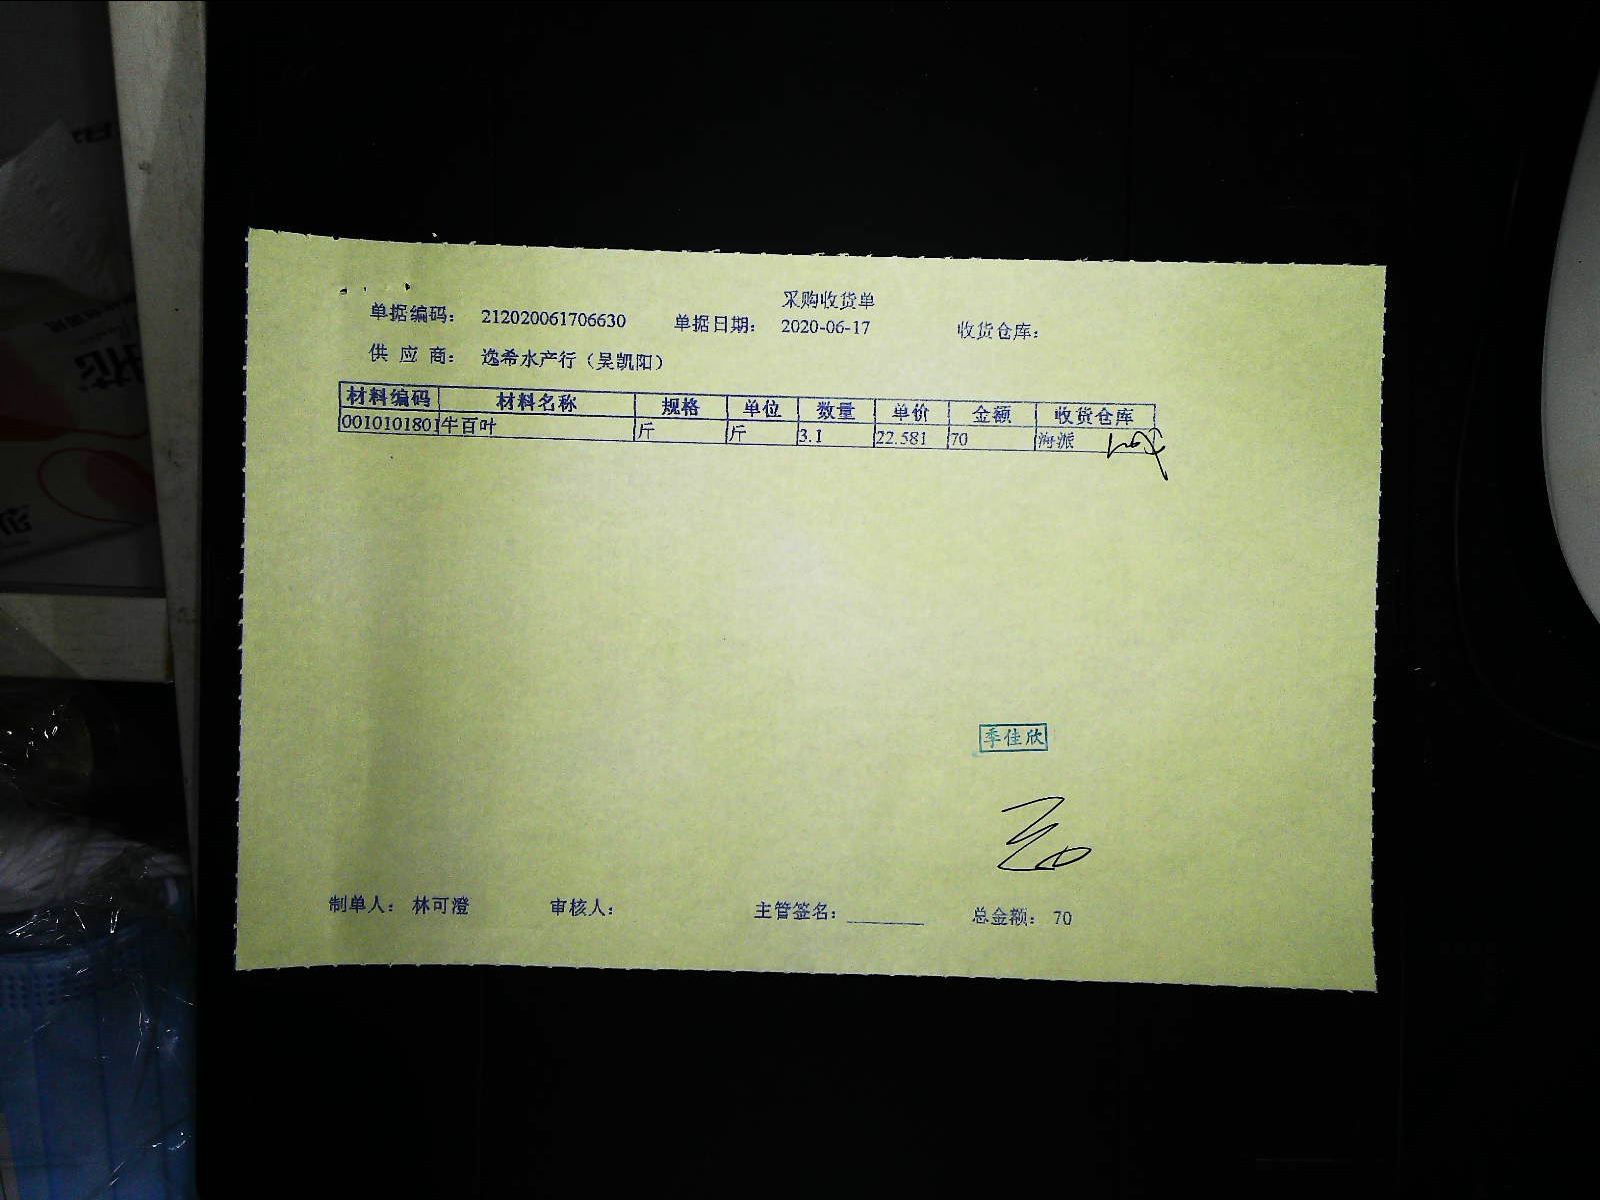 采购收货单
单据编码: 212020061706630 单据日期: 2020-06-17 收货仓库:
供 应 商: 逸希水产行（吴凯阳）
材料编码 材料名称 规格 单位 数量 单价 金额 收货仓库
0010101801 牛百叶 斤 斤 3.1 22.581 70 海派
季佳欣
制单人: 林可澄 审核人: 主管签名: ________ 总金额: 70